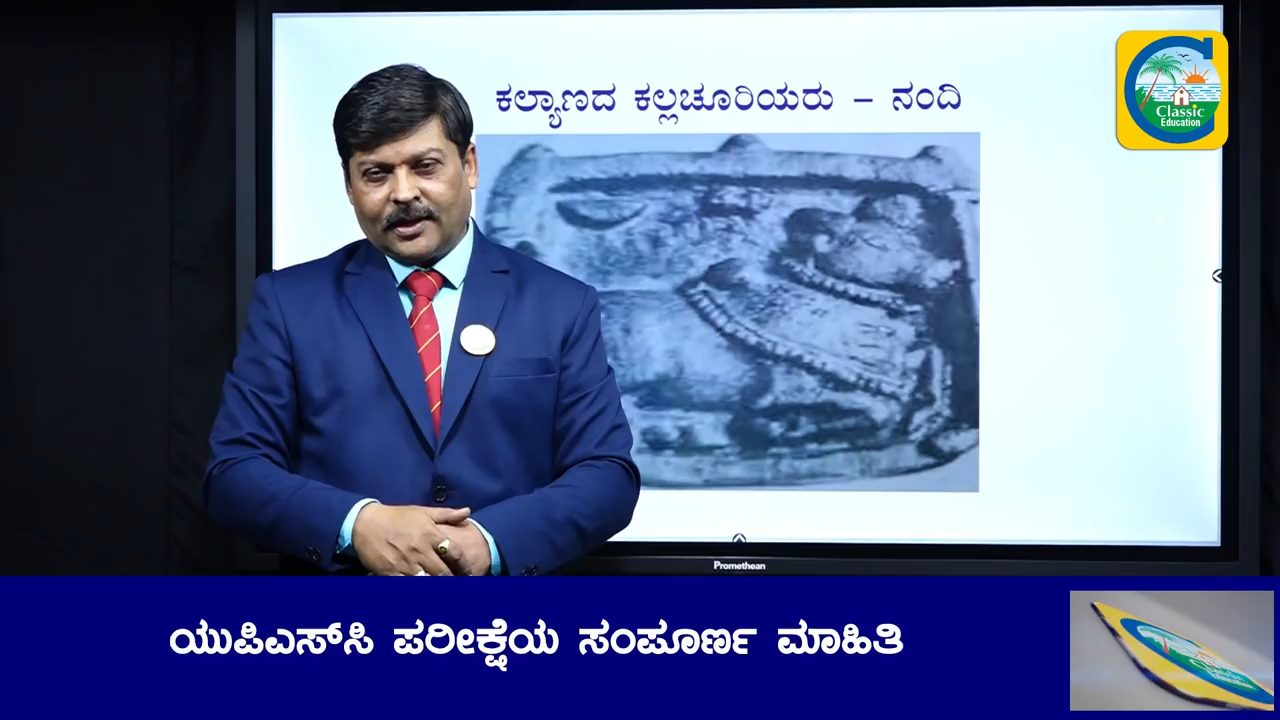 ಕಲ್ಯಾಣದ ಕಲ್ಲಚೂರಿಯರು – ನಂದಿ
Classic
Education
Promethean
ಯುಪಿಎಸ್‌ಸಿ ಪರೀಕ್ಷೆಯ ಸಂಪೂರ್ಣ ಮಾಹಿತಿ